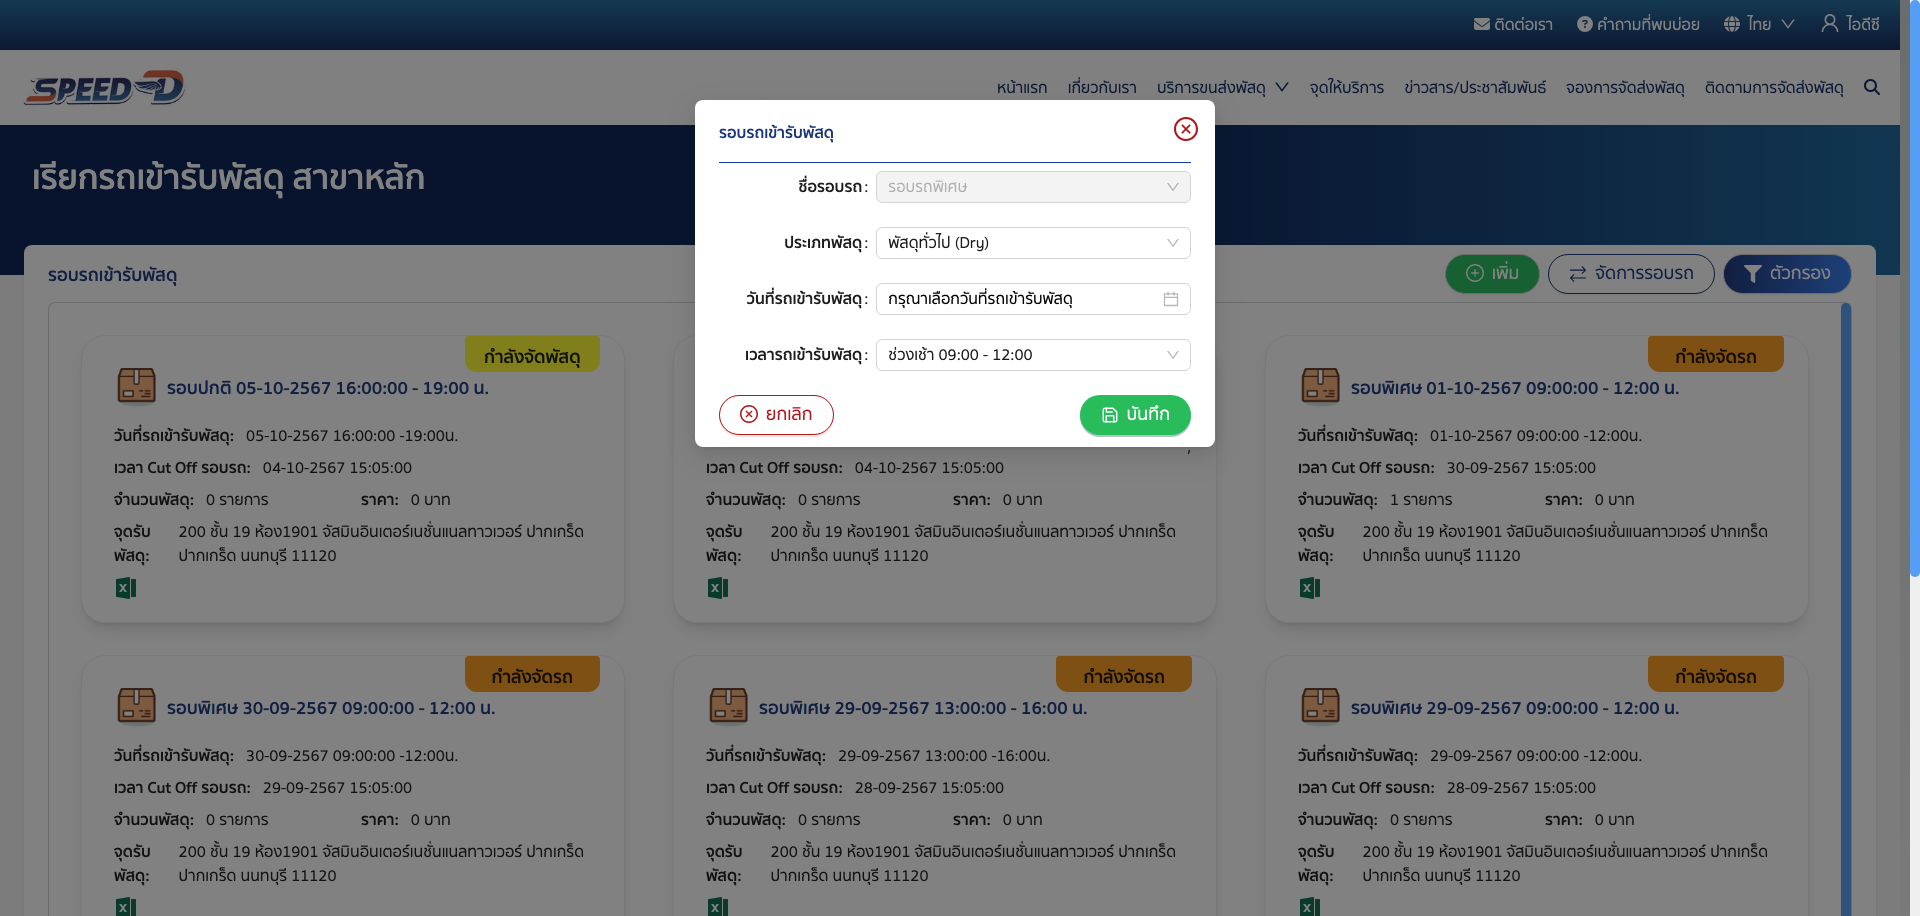 ติดต่อเรา
คำถามที่พบบ่อย
ไทย
ไอดีซี
SPEED-D
หน้าแรก
เกี่ยวกับเรา
บริการขนส่งพัสดุ
จุดให้บริการ
ข่าวสาร/ประชาสัมพันธ์
จองการจัดส่งพัสดุ
ติดตามการจัดส่งพัสดุ
เรียกรถเข้ารับพัสดุ สาขาหลัก
รอบรถเข้ารับพัสดุ
เพิ่ม
จัดการรอบรถ
ตัวกรอง
รอบรถเข้ารับพัสดุ
ชื่อรอบรถ: รอบรถพิเศษ
ประเภทพัสดุ: พัสดุทั่วไป (Dry)
วันที่รถเข้ารับพัสดุ: กรุณาเลือกวันที่รถเข้ารับพัสดุ
เวลารถเข้ารับพัสดุ: ช่วงเช้า 09:00 - 12:00
ยกเลิก
บันทึก
กำลังจัดพัสดุ
รอบปกติ 05-10-2567 16:00:00 - 19:00 น.
วันที่รถเข้ารับพัสดุ: 05-10-2567 16:00:00 -19:00น.
เวลา Cut Off รอบรถ: 04-10-2567 15:05:00
จำนวนพัสดุ: 0 รายการ ราคา: 0 บาท
จุดรับ 200 ชั้น 19 ห้อง1901 จัสมินอินเตอร์เนชั่นแนลทาวเวอร์ ปากเกร็ด
พัสดุ: ปากเกร็ด นนทบุรี 11120
เวลา Cut Off รอบรถ: 04-10-2567 15:05:00
จำนวนพัสดุ: 0 รายการ ราคา: 0 บาท
จุดรับ 200 ชั้น 19 ห้อง1901 จัสมินอินเตอร์เนชั่นแนลทาวเวอร์ ปากเกร็ด
พัสดุ: ปากเกร็ด นนทบุรี 11120
กำลังจัดรถ
รอบพิเศษ 01-10-2567 09:00:00 - 12:00 น.
วันที่รถเข้ารับพัสดุ: 01-10-2567 09:00:00 -12:00น.
เวลา Cut Off รอบรถ: 30-09-2567 15:05:00
จำนวนพัสดุ: 1 รายการ ราคา: 0 บาท
จุดรับ 200 ชั้น 19 ห้อง1901 จัสมินอินเตอร์เนชั่นแนลทาวเวอร์ ปากเกร็ด
พัสดุ: ปากเกร็ด นนทบุรี 11120
กำลังจัดรถ
รอบพิเศษ 30-09-2567 09:00:00 - 12:00 น.
วันที่รถเข้ารับพัสดุ: 30-09-2567 09:00:00 -12:00น.
เวลา Cut Off รอบรถ: 29-09-2567 15:05:00
จำนวนพัสดุ: 0 รายการ ราคา: 0 บาท
จุดรับ 200 ชั้น 19 ห้อง1901 จัสมินอินเตอร์เนชั่นแนลทาวเวอร์ ปากเกร็ด
พัสดุ: ปากเกร็ด นนทบุรี 11120
กำลังจัดรถ
รอบพิเศษ 29-09-2567 13:00:00 - 16:00 น.
วันที่รถเข้ารับพัสดุ: 29-09-2567 13:00:00 -16:00น.
เวลา Cut Off รอบรถ: 28-09-2567 15:05:00
จำนวนพัสดุ: 0 รายการ ราคา: 0 บาท
จุดรับ 200 ชั้น 19 ห้อง1901 จัสมินอินเตอร์เนชั่นแนลทาวเวอร์ ปากเกร็ด
พัสดุ: ปากเกร็ด นนทบุรี 11120
กำลังจัดรถ
รอบพิเศษ 29-09-2567 09:00:00 - 12:00 น.
วันที่รถเข้ารับพัสดุ: 29-09-2567 09:00:00 -12:00น.
เวลา Cut Off รอบรถ: 28-09-2567 15:05:00
จำนวนพัสดุ: 0 รายการ ราคา: 0 บาท
จุดรับ 200 ชั้น 19 ห้อง1901 จัสมินอินเตอร์เนชั่นแนลทาวเวอร์ ปากเกร็ด
พัสดุ: ปากเกร็ด นนทบุรี 11120